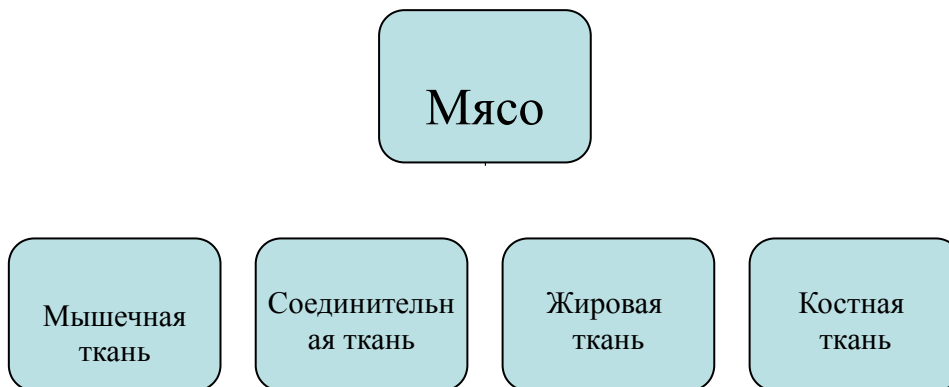 Мясо
Мышечная
ткань
Соединительн
ая ткань
Жировая
ткань
Костная
ткань